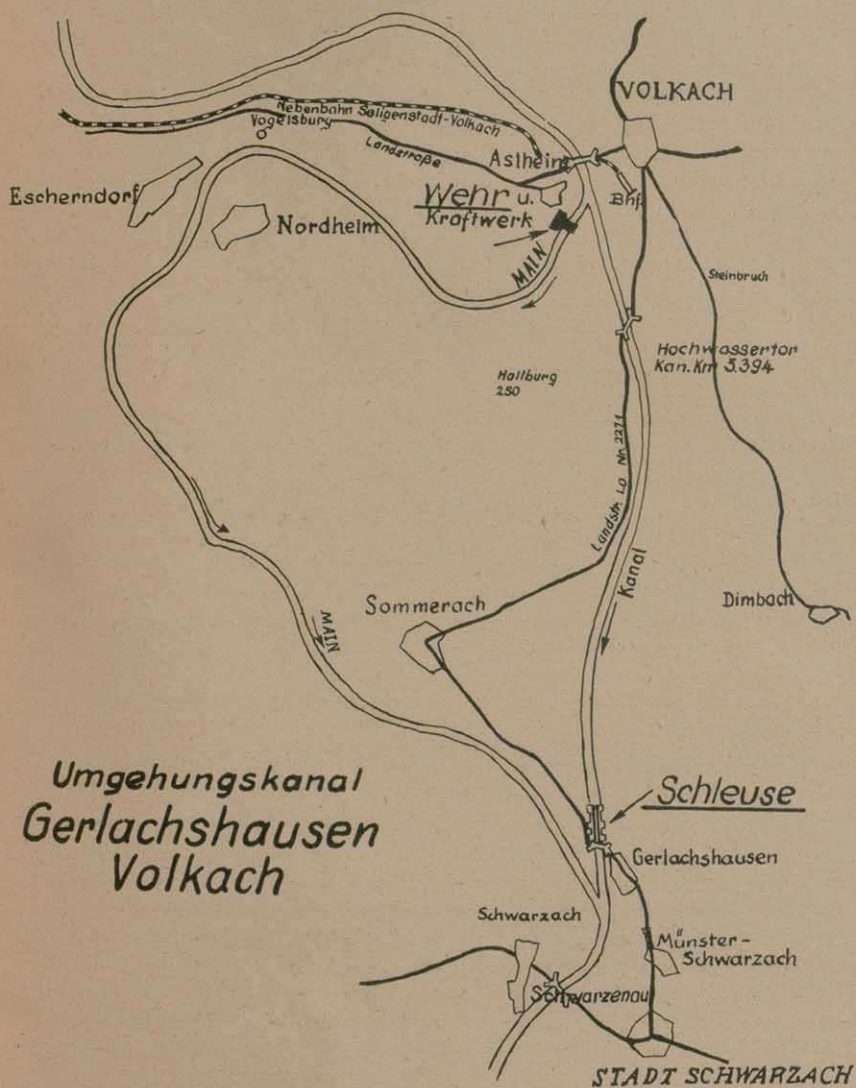 VOLKACH
Nebenbahn Seligenstadt-Volkach
Vogelsburg
Landstraße
Astheim
Bhf.
Escherndorf
Wehr u.
Kraftwerk
Nordheim
MAIN
Steinbruch
Hochwassertor
Kan. Km 5.394
Hallburg
250
Landstr. I.O Nr. 2271
Kanal
Sommerach
Dimbach
MAIN
Umgehungskanal
Gerlachshausen
Volkach
Schleuse
Gerlachshausen
Schwarzach
Münster-
Schwarzach
Schwarzenau
STADT SCHWARZACH